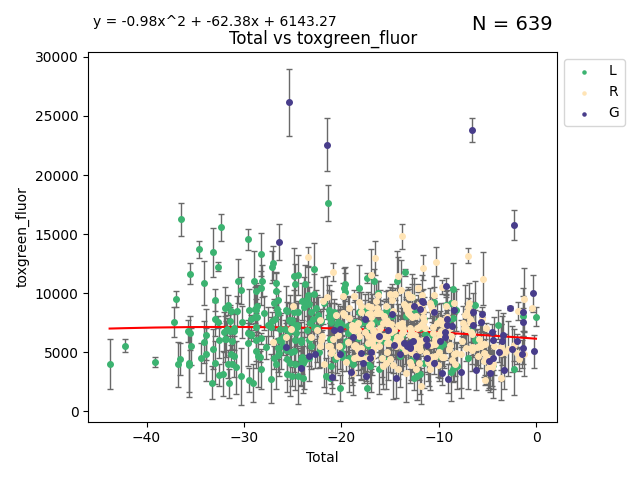 y = -0.98x^2 + -62.38x + 6143.27
N = 639
Total vs toxgreen_fluor
30000
25000
20000
15000
10000
5000
0
toxgreen_fluor
−40
−30
−20
−10
0
Total
L
R
G